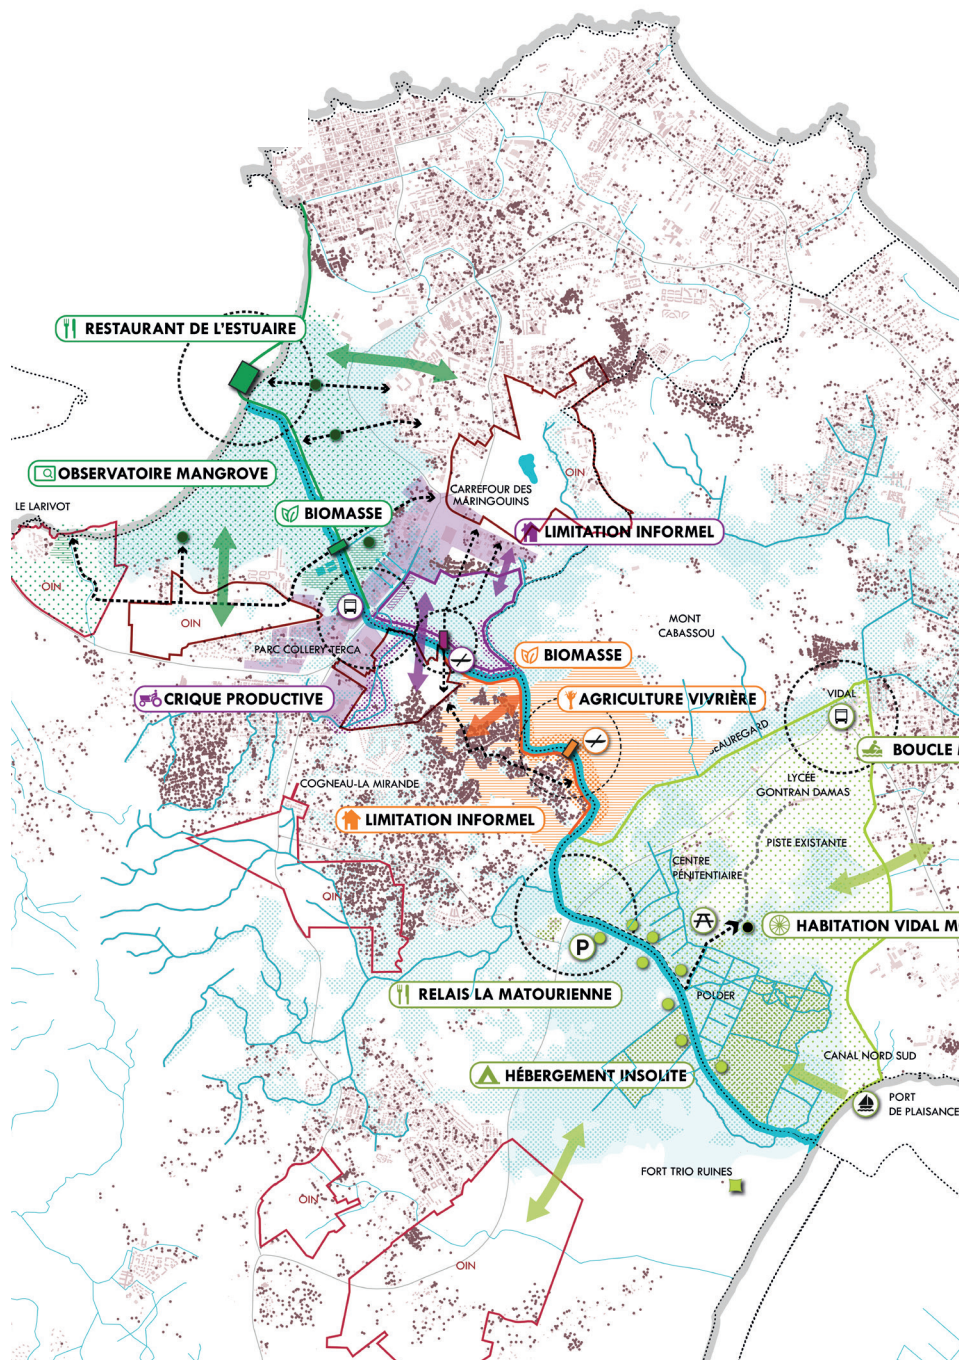 RESTAURANT DE L'ESTUAIRE
OBSERVATOIRE MANGROVE
LE LARIVOT
BIOMASSE
CARREFOUR DES
MARINGOUINS
OIN
LIMITATION INFORMEL
OIN
OIN
PARC COLLERY TERCA
MONT
CABASSOU
BIOMASSE
CRIQUE PRODUCTIVE
AGRICULTURE VIVRIÈRE
VIDAL
BEAUREGARD
BOUCLE M
COGNEAU-LA MIRANDE
LYCÉE
GONTRAN DAMAS
LIMITATION INFORMEL
PISTE EXISTANTE
CENTRE
PÉNITENTIAIRE
OIN
HABITATION VIDAL M
P
RELAIS LA MATOURIENNE
POLDER
CANAL NORD SUD
HÉBERGEMENT INSOLITE
PORT
DE PLAISANCE
FORT TRIO RUINES
OIN
OIN